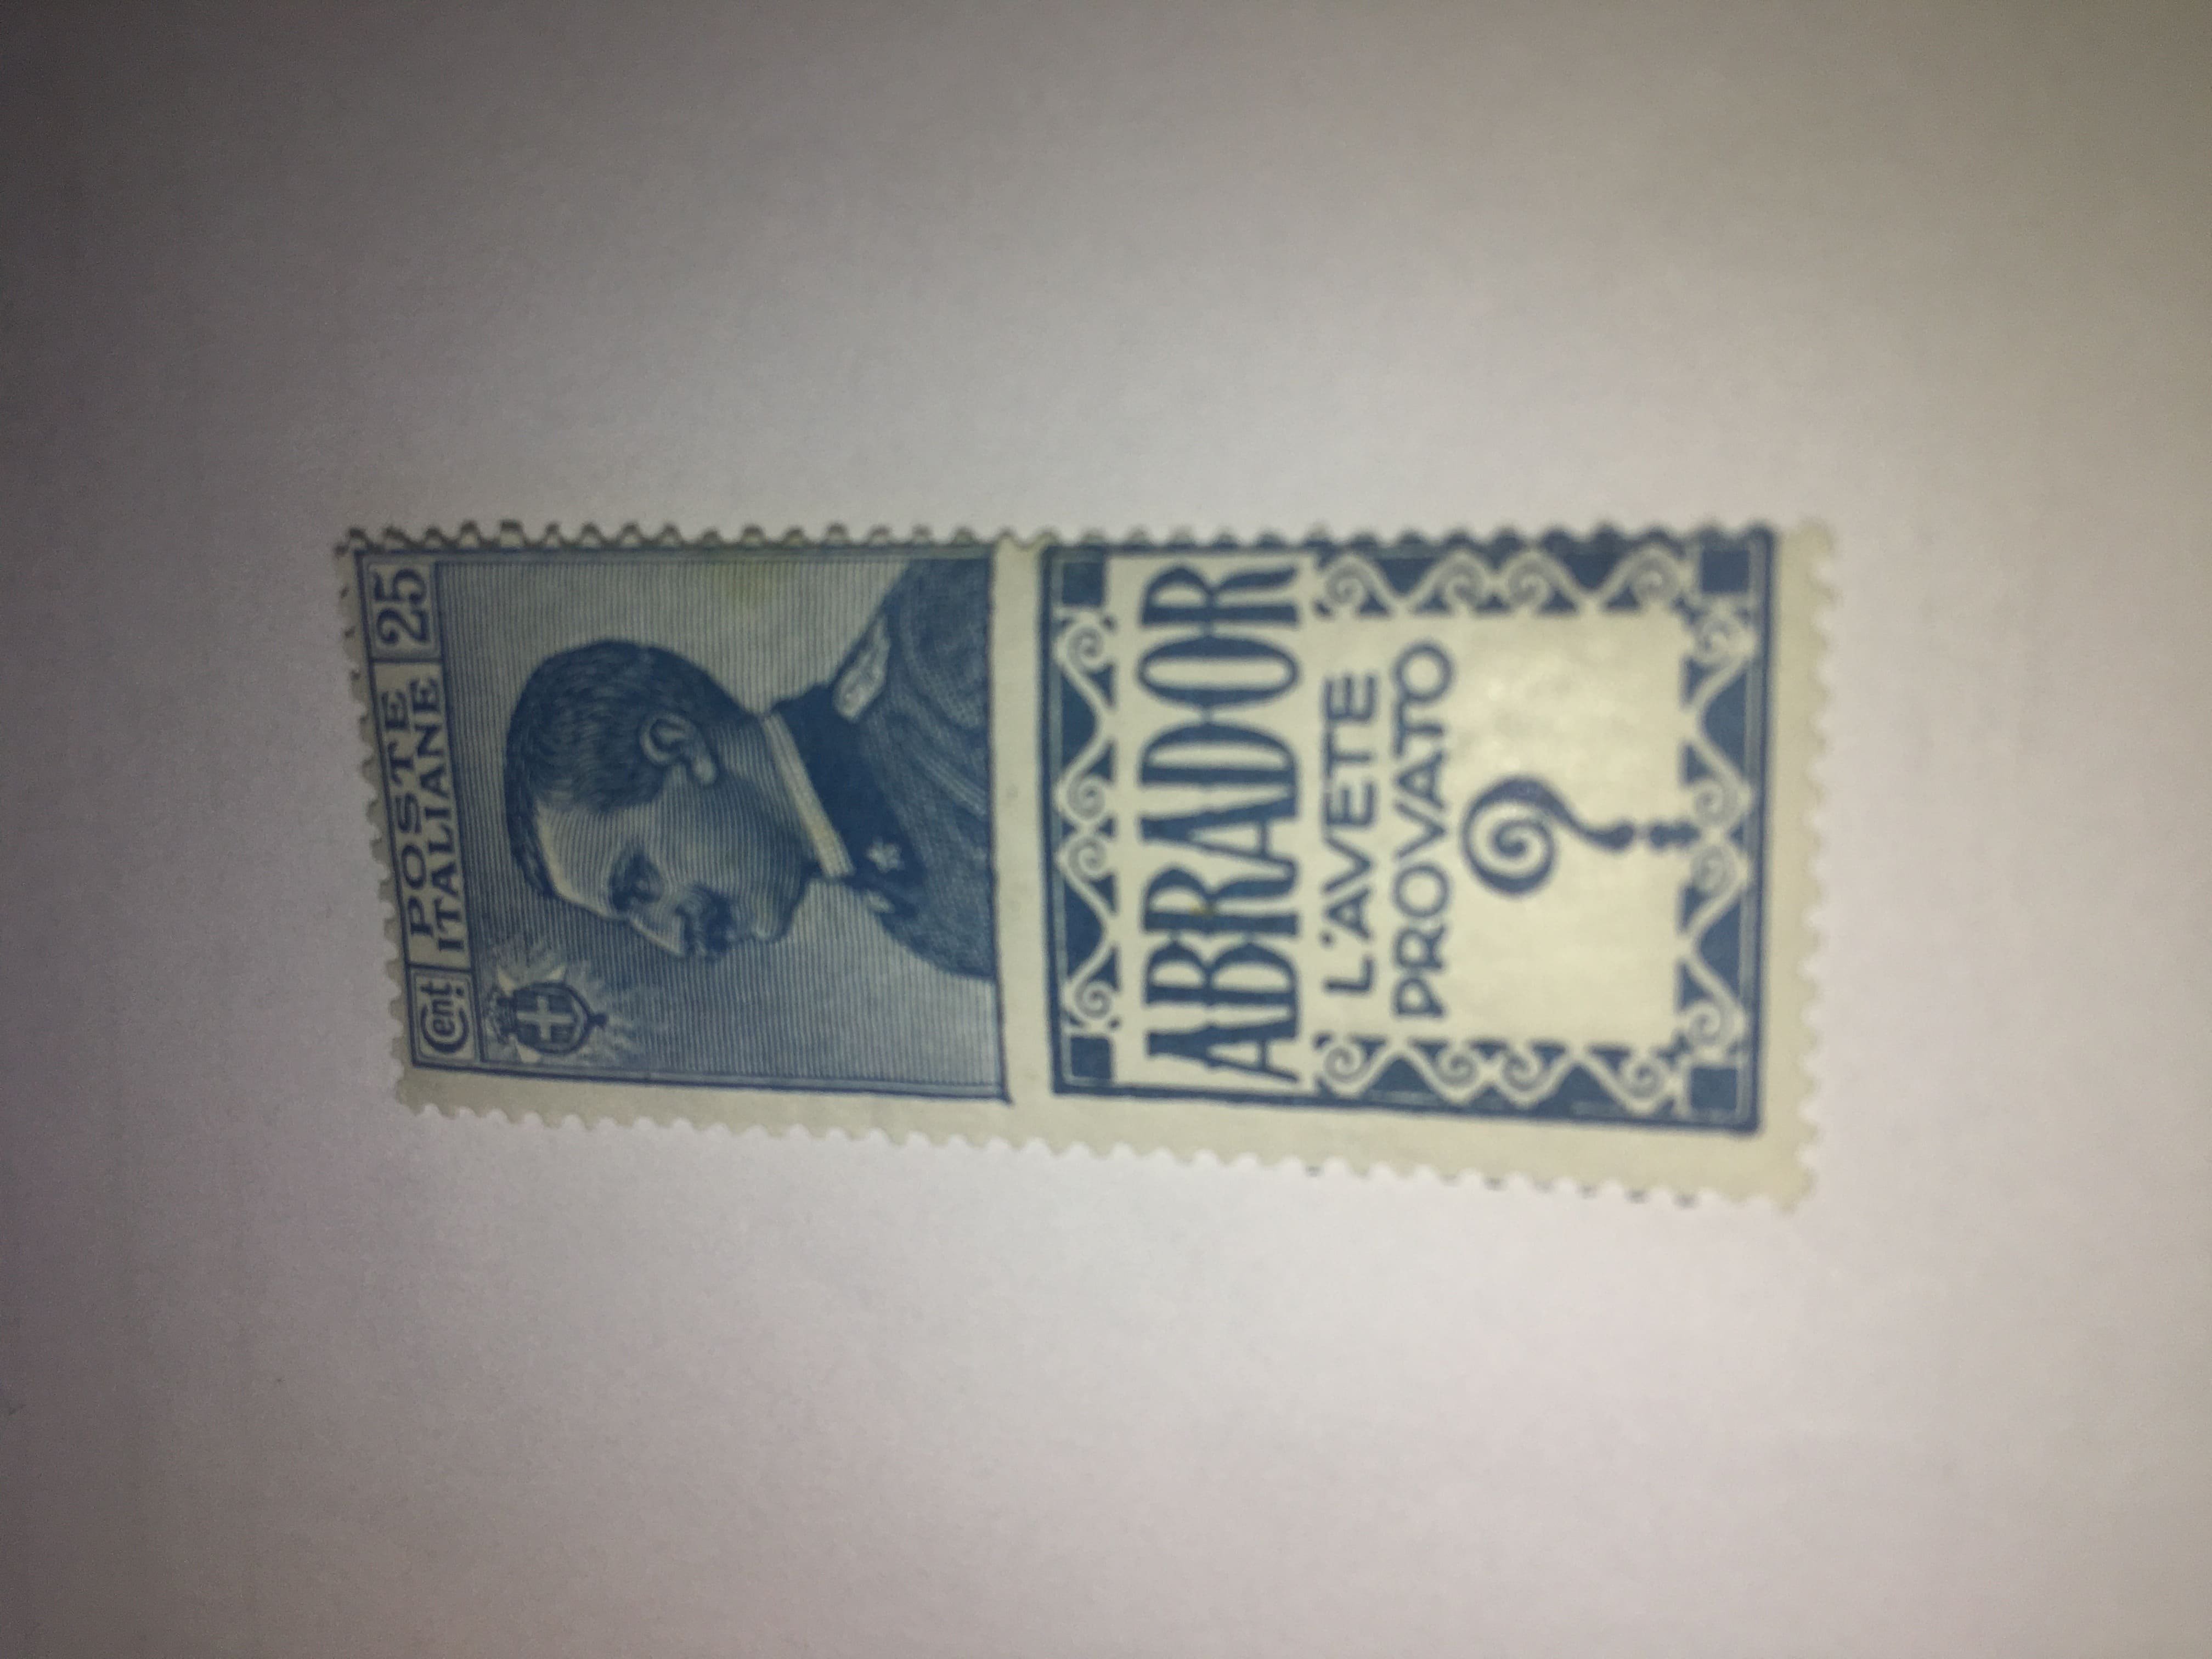 Cent. POSTE 25
ITALIANE
ABRADOR
L'AVETE
PROVATO
?